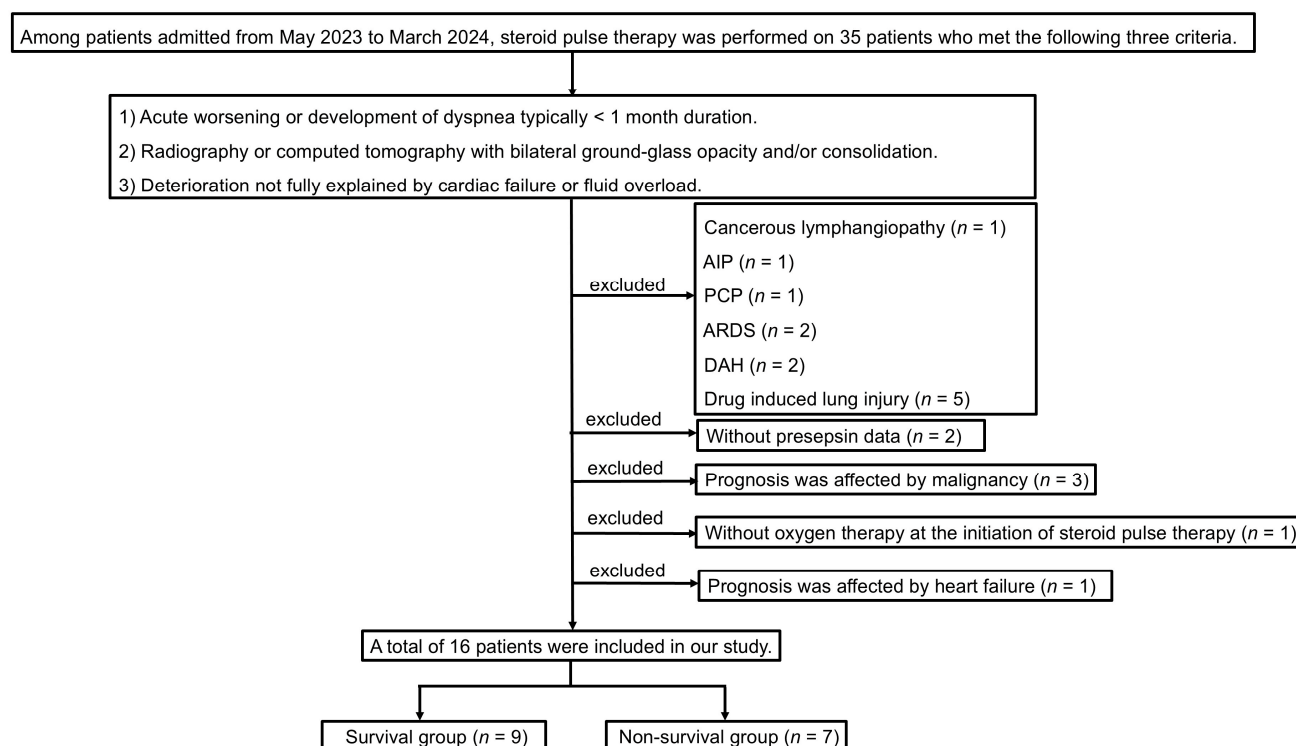 Among patients admitted from May 2023 to March 2024, steroid pulse therapy was performed on 35 patients who met the following three criteria.
1) Acute worsening or development of dyspnea typically < 1 month duration.
2) Radiography or computed tomography with bilateral ground-glass opacity and/or consolidation.
3) Deterioration not fully explained by cardiac failure or fluid overload.
excluded
Cancerous lymphangiopathy (n = 1)
AIP (n = 1)
PCP (n = 1)
ARDS (n = 2)
DAH (n = 2)
Drug induced lung injury (n = 5)
excluded
Without presepsin data (n = 2)
excluded
Prognosis was affected by malignancy (n = 3)
excluded
Without oxygen therapy at the initiation of steroid pulse therapy (n = 1)
excluded
Prognosis was affected by heart failure (n = 1)
A total of 16 patients were included in our study.
Survival group (n = 9)
Non-survival group (n = 7)